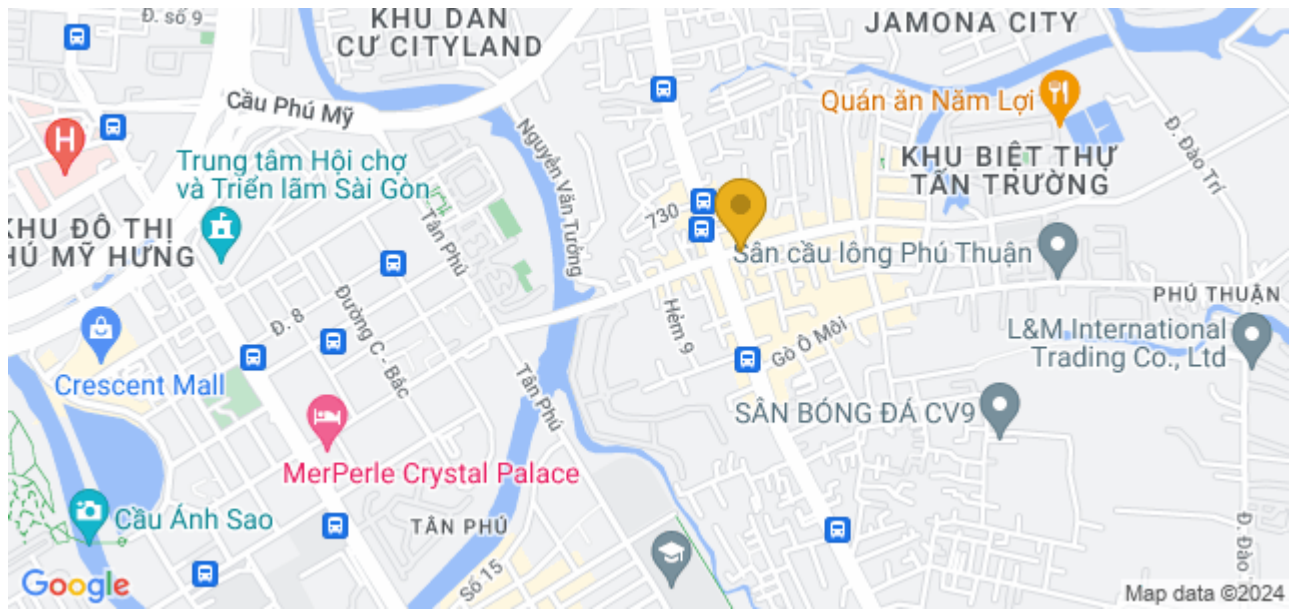 Đ. số 9
KHU DÂN
CƯ CITYLAND
JAMONA CITY
Cầu Phú Mỹ
Quán ăn Năm Lợi
Nguyễn Văn Tưởng
Đ. Đào Trí
Trung tâm Hội chợ
và Triển lãm Sài Gòn
KHU BIỆT THỰ
TẤN TRƯỜNG
730
Tân Phú
KHU ĐÔ THỊ
HÚ MỸ HƯNG
Sân cầu lông Phú Thuận
PHÚ THUẬN
Đ. 8
Đường C - Bắc
Hẻm 9
Gò Ô Môi
L&M International
Trading Co., Ltd
Crescent Mall
Tân Phú
SÂN BÓNG ĐÁ CV9
MerPerle Crystal Palace
Cầu Ánh Sao
TÂN PHÚ
Số 15
Đ. Đào
Google
Map data ©2024